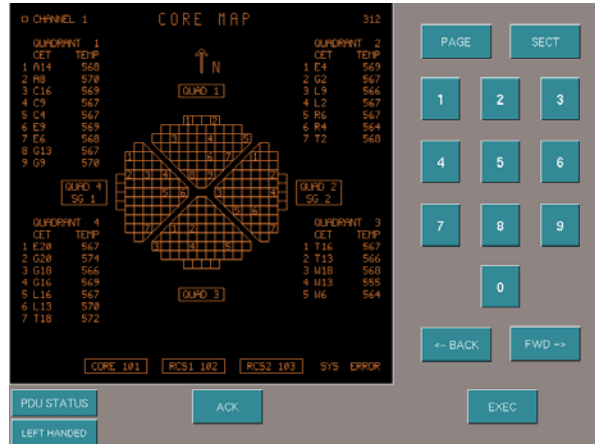 CHANNEL 1
CORE MAP
312
QUADRANT 1
CET TEMP
1 A14 568
2 A8 570
3 C16 569
4 C9 567
5 C4 567
6 E9 569
7 E6 568
8 G13 567
9 G9 570
QUADRANT 2
CET TEMP
1 E4 569
2 G2 567
3 L9 566
4 L2 567
5 R6 567
6 R4 564
7 T2 568
N
QUAD 1
QUAD 4
SG 1
QUAD 2
SG 2
QUAD 3
QUADRANT 4
CET TEMP
1 E20 567
2 G20 574
3 G18 566
4 G16 569
5 L16 567
6 L13 570
7 T18 572
QUADRANT 3
CET TEMP
1 T16 567
2 T13 566
3 W18 568
4 W13 555
5 W6 564
CORE 101
RCS1 102
RCS2 103
SYS ERROR
PAGE
SECT
1 2 3
4 5 6
7 8 9
0
<- BACK
FWD ->
PDU STATUS
LEFT HANDED
ACK
EXEC